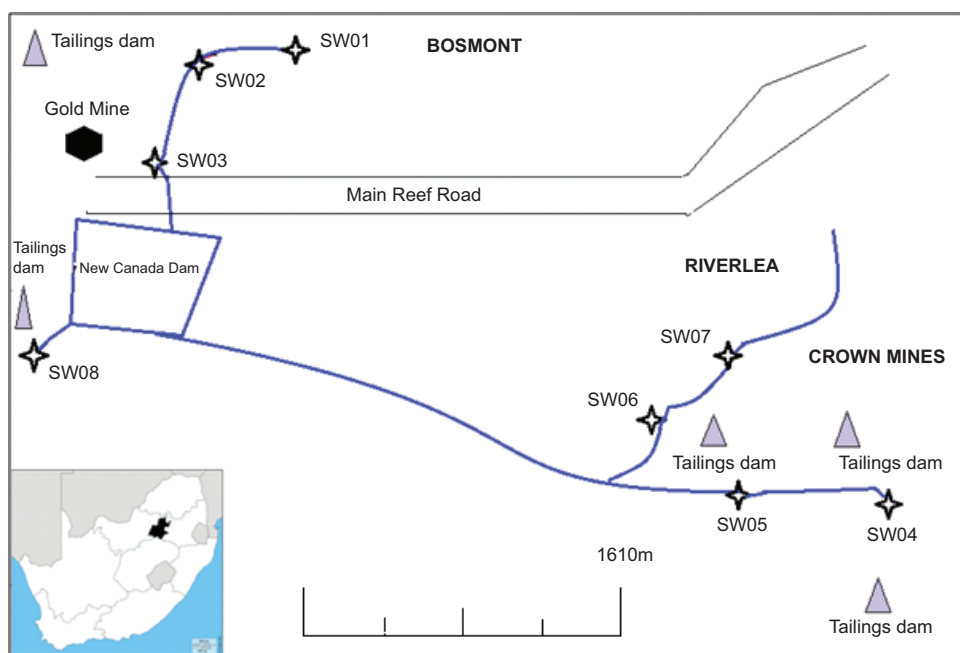 Tailings dam
SW01
BOSMONT
SW02
Gold Mine
SW03
Main Reef Road
Tailings
dam
New Canada Dam
RIVERLEA
SW07
CROWN MINES
SW08
SW06
Tailings dam
Tailings dam
SW05
SW04
1610m
Tailings dam